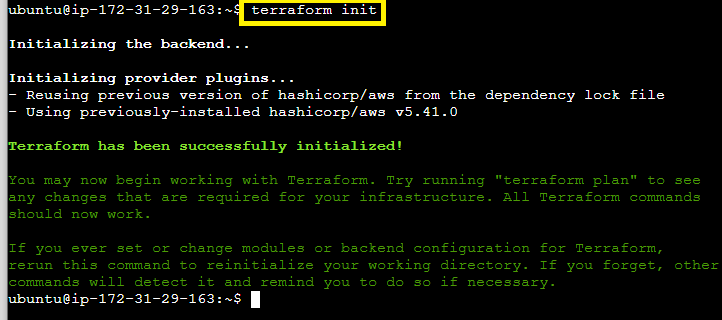 ubuntu@ip-172-31-29-163:~$ terraform init
Initializing the backend...
Initializing provider plugins...
- Reusing previous version of hashicorp/aws from the dependency lock file
- Using previously-installed hashicorp/aws v5.41.0
Terraform has been successfully initialized!
You may now begin working with Terraform. Try running "terraform plan" to see
any changes that are required for your infrastructure. All Terraform commands
should now work.
If you ever set or change modules or backend configuration for Terraform,
rerun this command to reinitialize your working directory. If you forget, other
commands will detect it and remind you to do so if necessary.
ubuntu@ip-172-31-29-163:~$